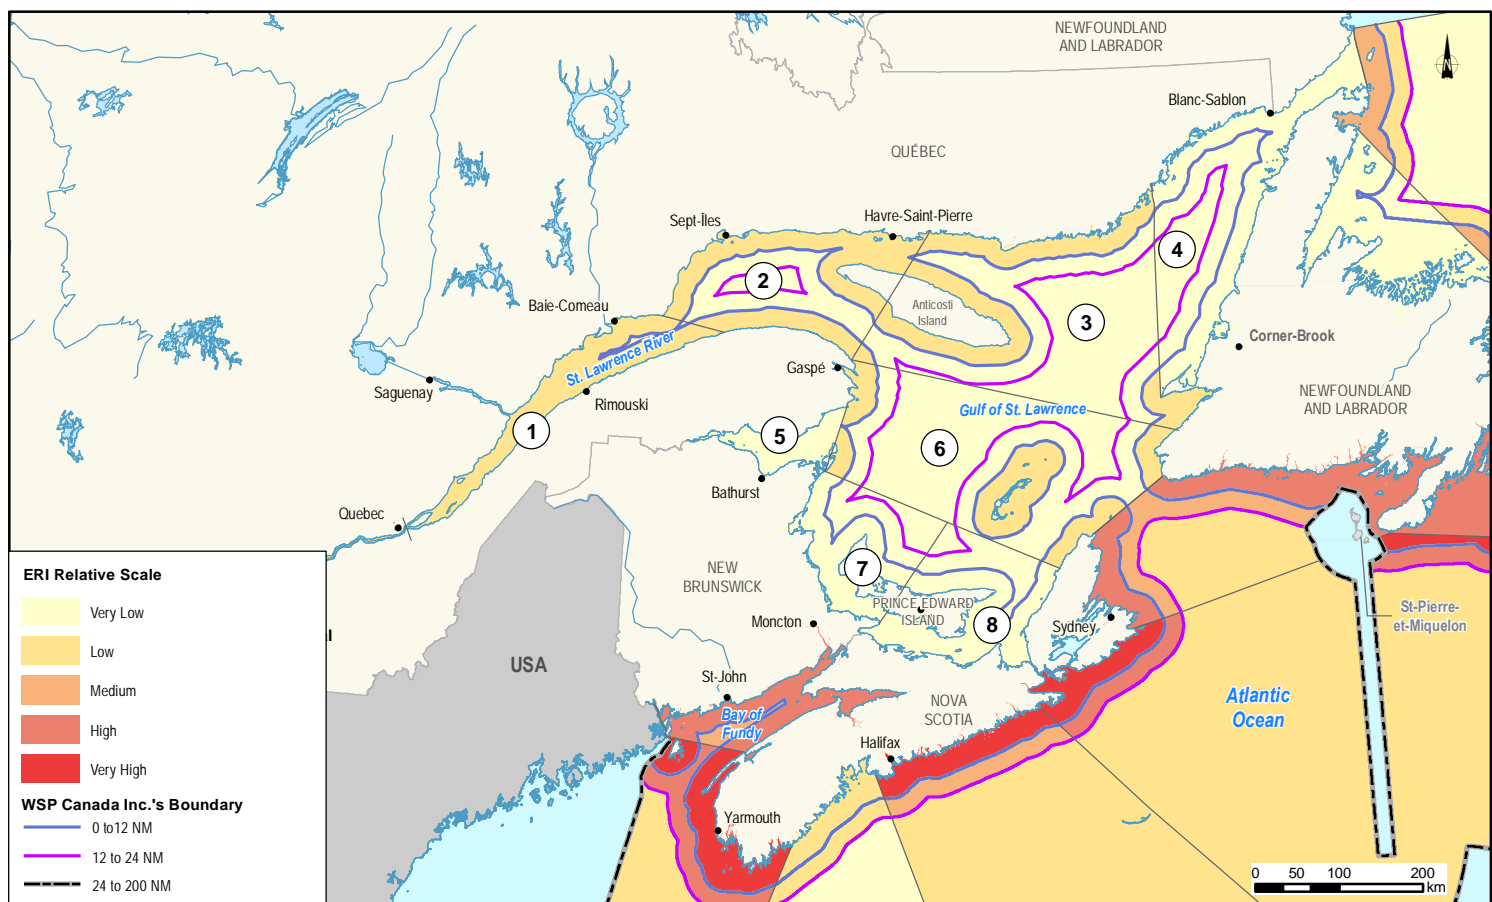 NEWFOUNDLAND
AND LABRADOR
N
Blanc-Sablon
QUÉBEC
Sept-Îles
Havre-Saint-Pierre
4
2
Anticosti
Island
3
Baie-Comeau
St. Lawrence River
Corner-Brook
Gaspé
Saguenay
Rimouski
NEWFOUNDLAND
AND LABRADOR
Gulf of St. Lawrence
1
5
6
Bathurst
Quebec
NEW
BRUNSWICK
7
PRINCE EDWARD
ISLAND
8
Moncton
Sydney
St-Pierre-
et-Miquelon
USA
St-John
NOVA
SCOTIA
Bay of
Fundy
Atlantic
Ocean
Halifax
Yarmouth
al
ERI Relative Scale
Very Low
Low
Medium
High
Very High
WSP Canada Inc.'s Boundary
0 to12 NM
12 to 24 NM
24 to 200 NM
0 50 100 200
km